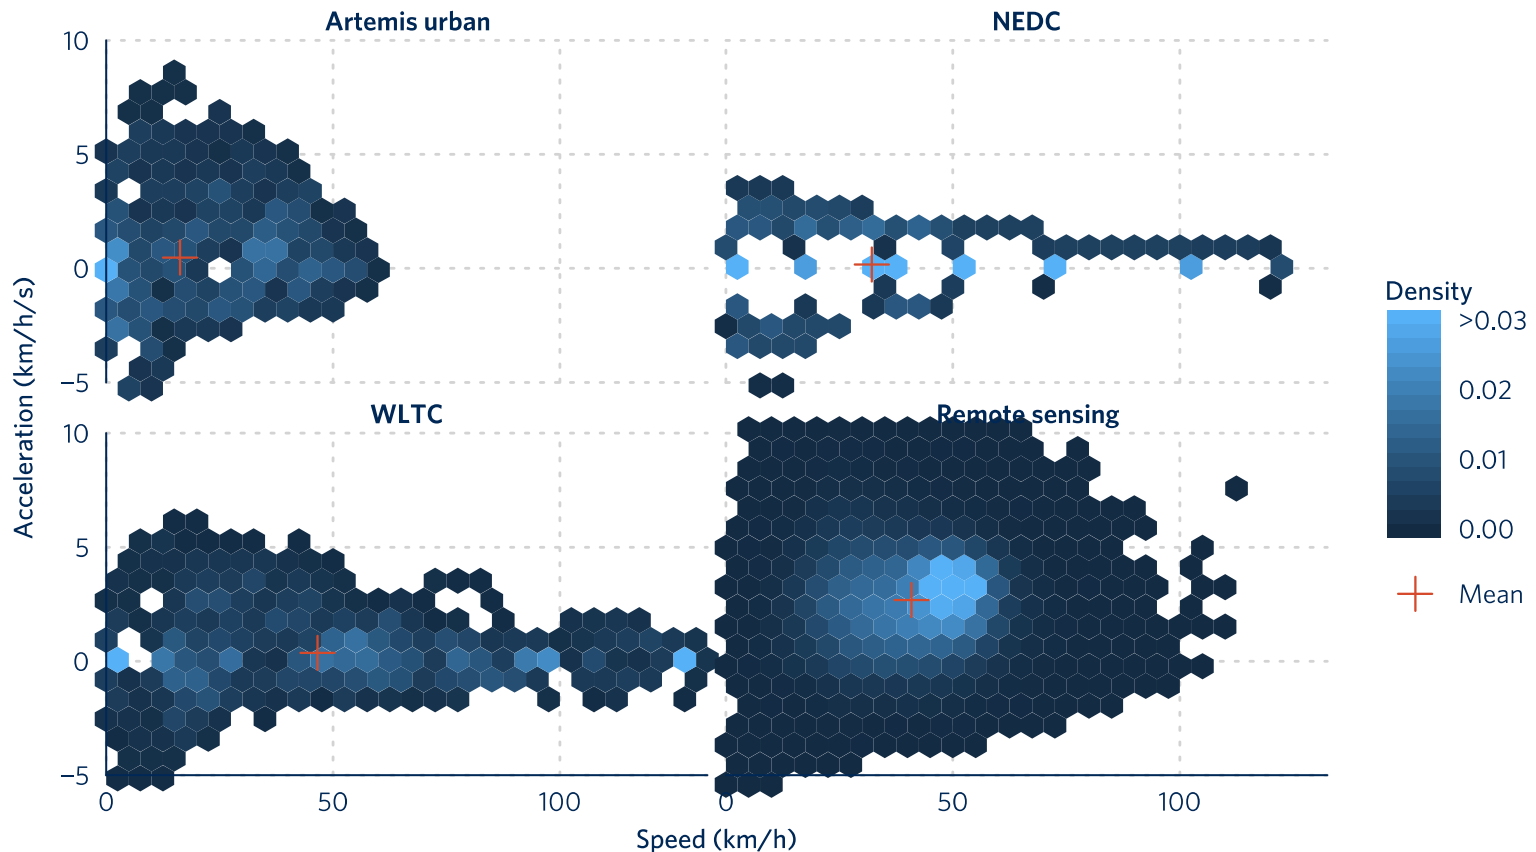 Artemis urban
NEDC
10
5
0
−5
WLTC
Remote sensing
10
5
0
−5
0
50
100
0
50
100
Speed (km/h)
Acceleration (km/h/s)
Density
>0.03
0.02
0.01
0.00
Mean